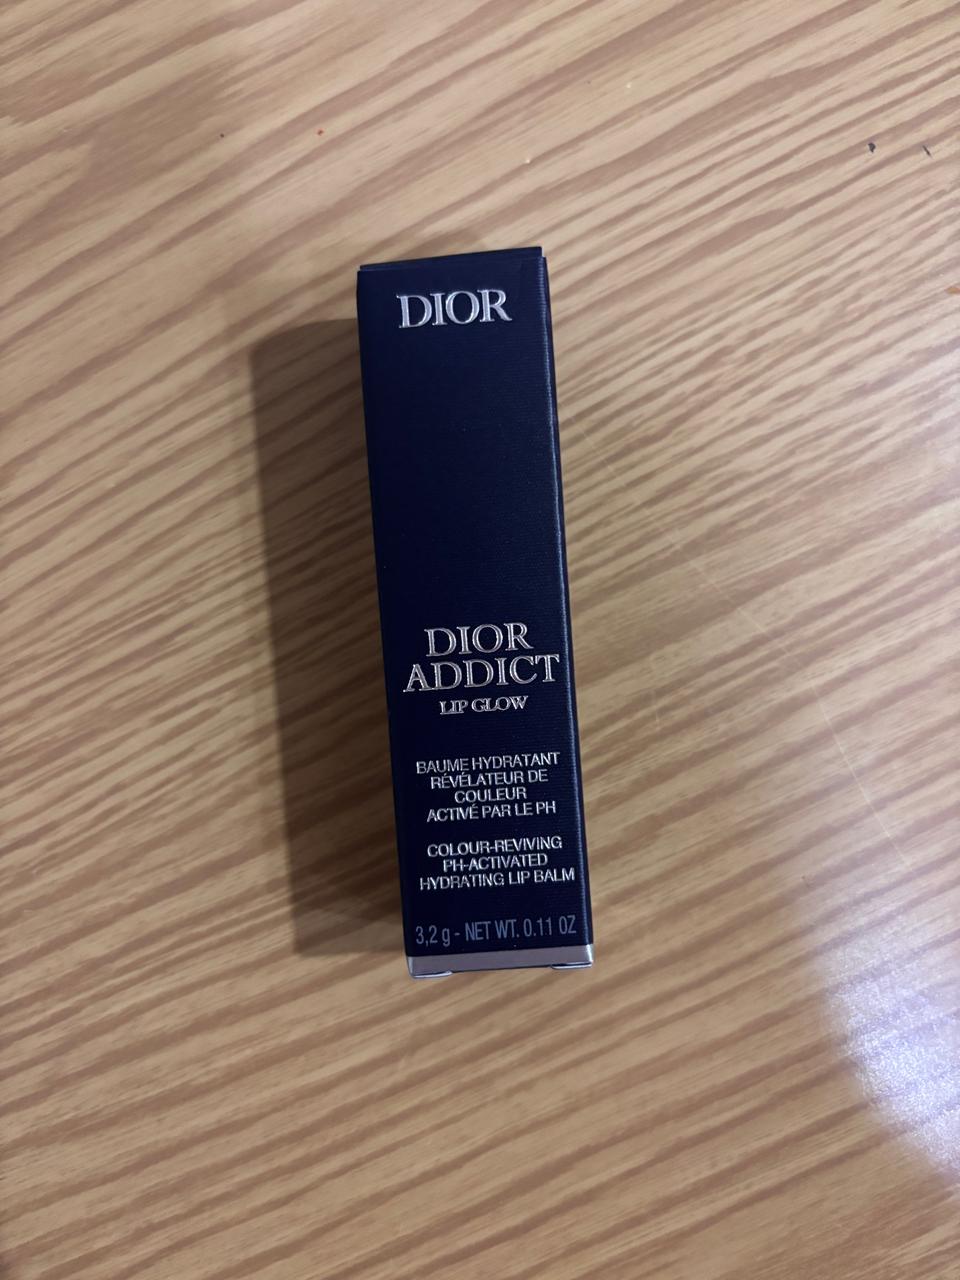 DIOR
DIOR
ADDICT
LIP GLOW
BAUME HYDRATANT
RÉVÉLATEUR DE
COULEUR
ACTIVÉ PAR LE PH
COLOUR-REVIVING
PH-ACTIVATED
HYDRATING LIP BALM
3,2 g - NET WT. 0.11 OZ